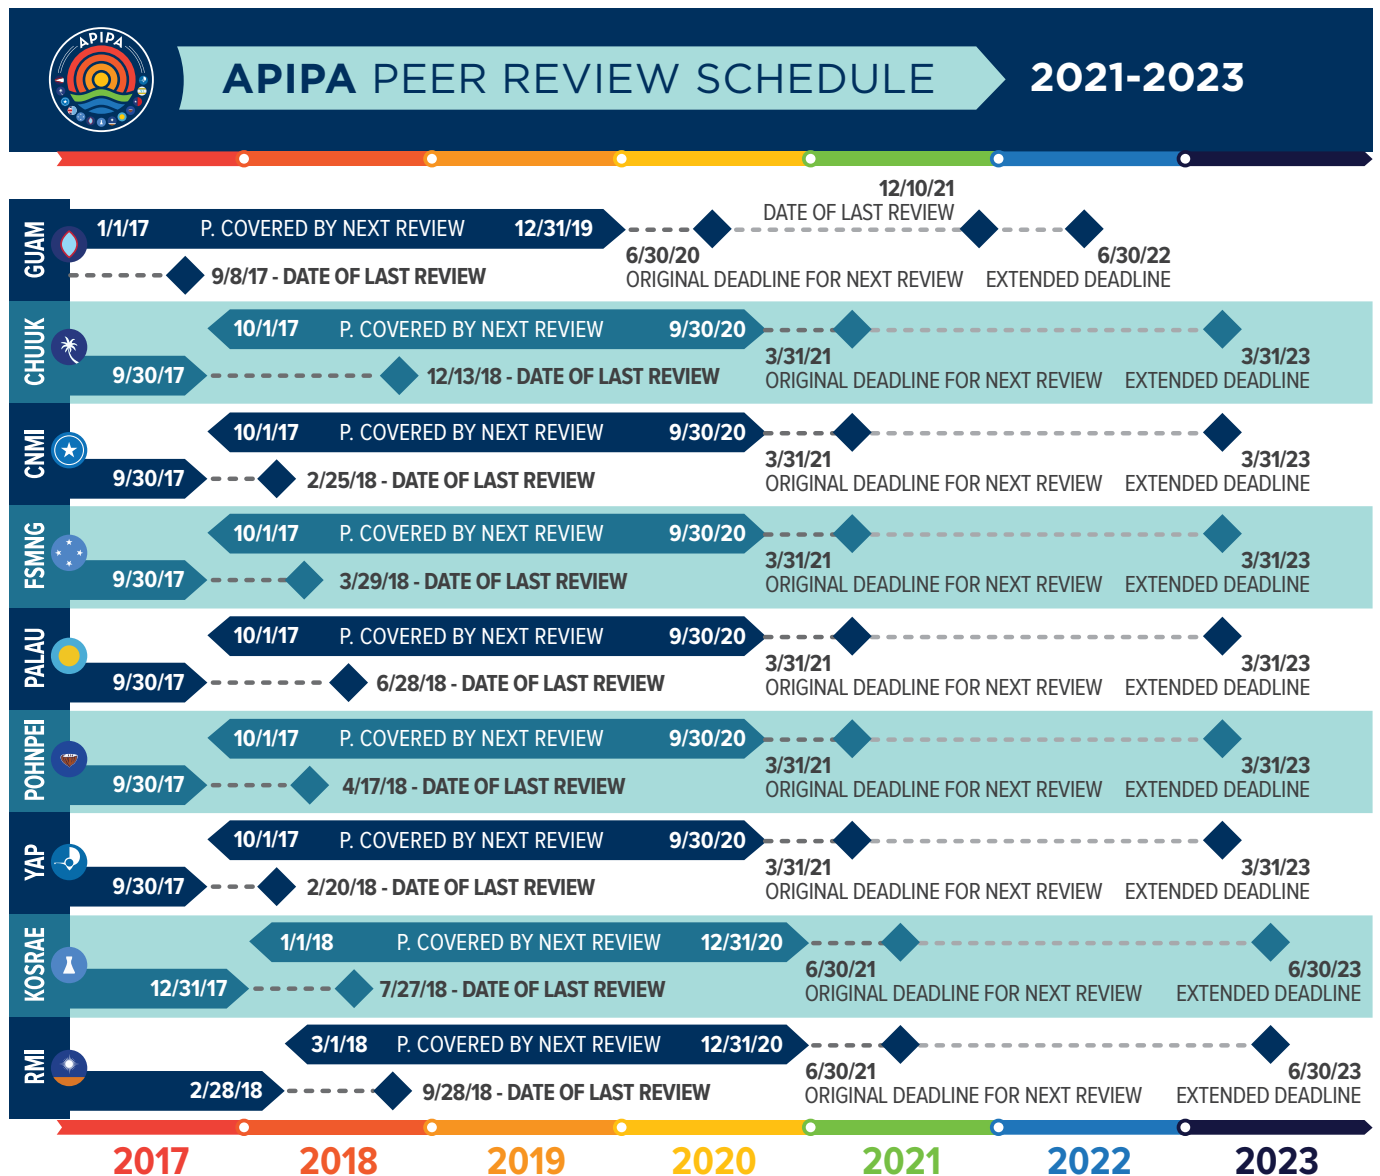 APIPA
APIPA PEER REVIEW SCHEDULE 2021-2023
GUAM
1/1/17 P. COVERED BY NEXT REVIEW 12/31/19
12/10/21
DATE OF LAST REVIEW
6/30/20
ORIGINAL DEADLINE FOR NEXT REVIEW
6/30/22
EXTENDED DEADLINE
9/8/17 - DATE OF LAST REVIEW
CHUUK
10/1/17 P. COVERED BY NEXT REVIEW 9/30/20
3/31/21
ORIGINAL DEADLINE FOR NEXT REVIEW
3/31/23
EXTENDED DEADLINE
9/30/17
12/13/18 - DATE OF LAST REVIEW
CNMI
10/1/17 P. COVERED BY NEXT REVIEW 9/30/20
3/31/21
ORIGINAL DEADLINE FOR NEXT REVIEW
3/31/23
EXTENDED DEADLINE
9/30/17
2/25/18 - DATE OF LAST REVIEW
FSMNG
10/1/17 P. COVERED BY NEXT REVIEW 9/30/20
3/31/21
ORIGINAL DEADLINE FOR NEXT REVIEW
3/31/23
EXTENDED DEADLINE
9/30/17
3/29/18 - DATE OF LAST REVIEW
PALAU
10/1/17 P. COVERED BY NEXT REVIEW 9/30/20
3/31/21
ORIGINAL DEADLINE FOR NEXT REVIEW
3/31/23
EXTENDED DEADLINE
9/30/17
6/28/18 - DATE OF LAST REVIEW
POHNPEI
10/1/17 P. COVERED BY NEXT REVIEW 9/30/20
3/31/21
ORIGINAL DEADLINE FOR NEXT REVIEW
3/31/23
EXTENDED DEADLINE
9/30/17
4/17/18 - DATE OF LAST REVIEW
YAP
10/1/17 P. COVERED BY NEXT REVIEW 9/30/20
3/31/21
ORIGINAL DEADLINE FOR NEXT REVIEW
3/31/23
EXTENDED DEADLINE
9/30/17
2/20/18 - DATE OF LAST REVIEW
KOSRAE
1/1/18 P. COVERED BY NEXT REVIEW 12/31/20
6/30/21
ORIGINAL DEADLINE FOR NEXT REVIEW
6/30/23
EXTENDED DEADLINE
12/31/17
7/27/18 - DATE OF LAST REVIEW
RMI
3/1/18 P. COVERED BY NEXT REVIEW 12/31/20
6/30/21
ORIGINAL DEADLINE FOR NEXT REVIEW
6/30/23
EXTENDED DEADLINE
2/28/18
9/28/18 - DATE OF LAST REVIEW
2017 2018 2019 2020 2021 2022 2023